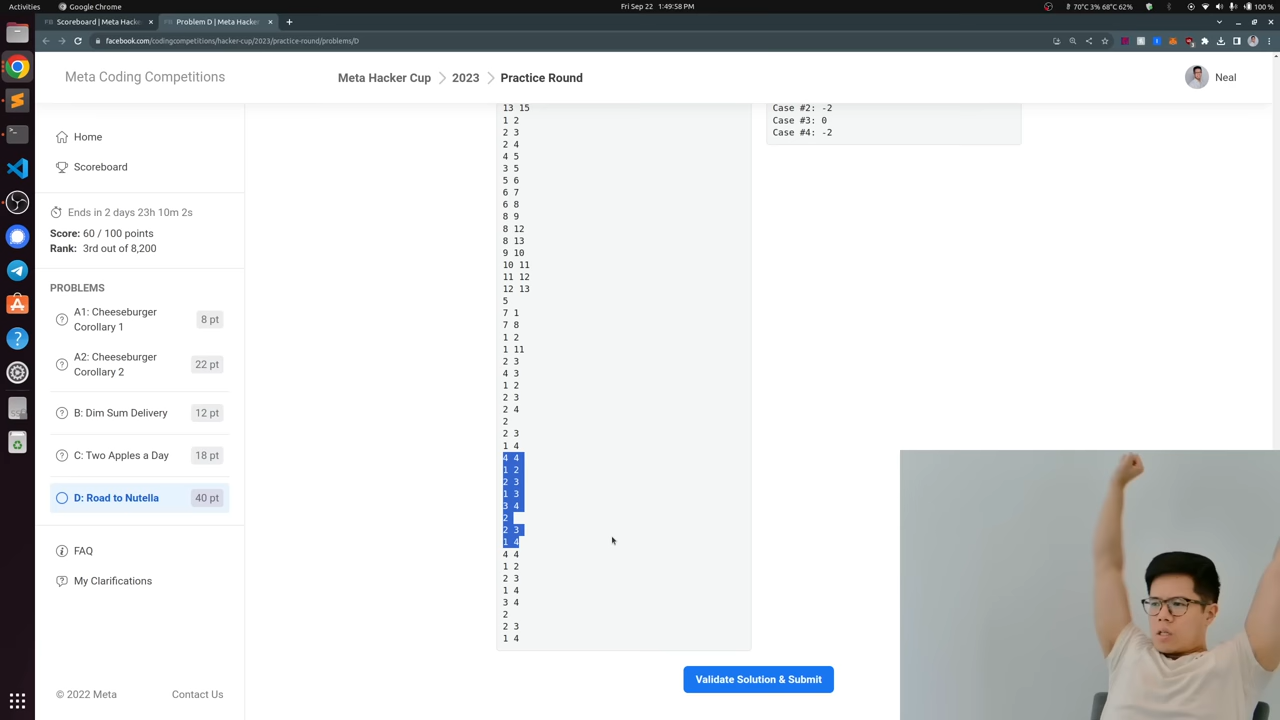 Activities
Google Chrome
Fri Sep 22 1:49:58 PM
70°C 3% 68°C 62%
100 %
Scoreboard | Meta Hacker
Problem D | Meta Hacker
facebook.com/codingcompetitions/hacker-cup/2023/practice-round/problems/D
Meta Coding Competitions
Meta Hacker Cup
2023
Practice Round
Neal
Home
Scoreboard
Ends in 2 days 23h 10m 2s
Score: 60 / 100 points
Rank: 3rd out of 8,200
PROBLEMS
A1: Cheeseburger
Corollary 1
8 pt
A2: Cheeseburger
Corollary 2
22 pt
B: Dim Sum Delivery
12 pt
C: Two Apples a Day
18 pt
D: Road to Nutella
40 pt
FAQ
My Clarifications
© 2022 Meta
Contact Us
13 15
1 2
2 3
2 4
4 5
3 5
5 6
6 7
6 8
8 9
8 12
8 13
9 10
10 11
11 12
12 13
5
7 1
7 8
1 2
1 11
2 3
4 3
1 2
2 3
2 4
2
2 3
1 4
4 4
1 2
2 3
1 3
3 4
2
2 3
1 4
4 4
1 2
2 3
1 4
3 4
2
2 3
1 4
Case #2: -2
Case #3: 0
Case #4: -2
Validate Solution & Submit